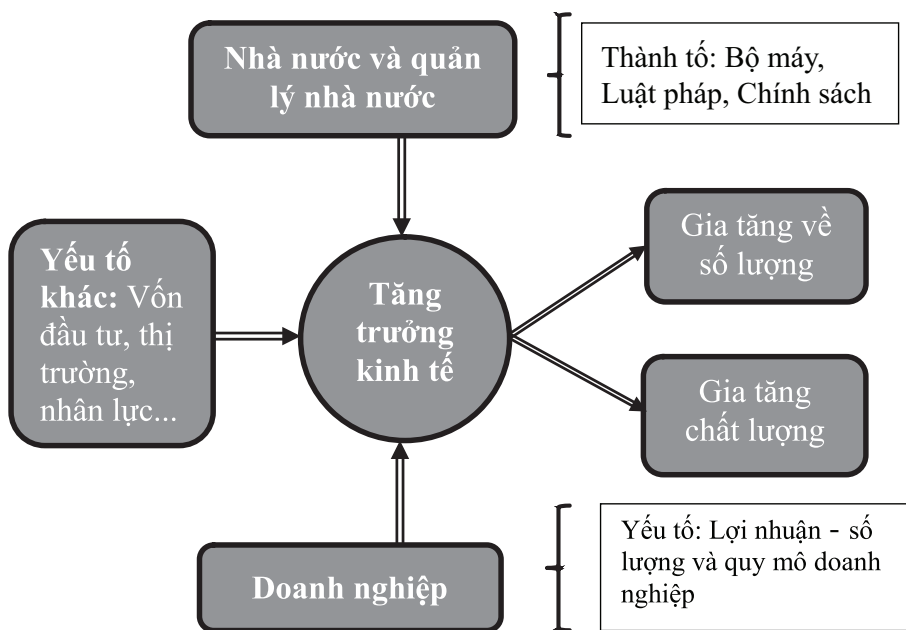 Nhà nước và quản
lý nhà nước
Thành tố: Bộ máy,
Luật pháp, Chính sách
Yếu tố
khác: Vốn
đầu tư, thị
trường,
nhân lực...
Tăng
trưởng
kinh tế
Gia tăng về
số lượng
Gia tăng
chất lượng
Doanh nghiệp
Yếu tố: Lợi nhuận - số
lượng và quy mô doanh
nghiệp